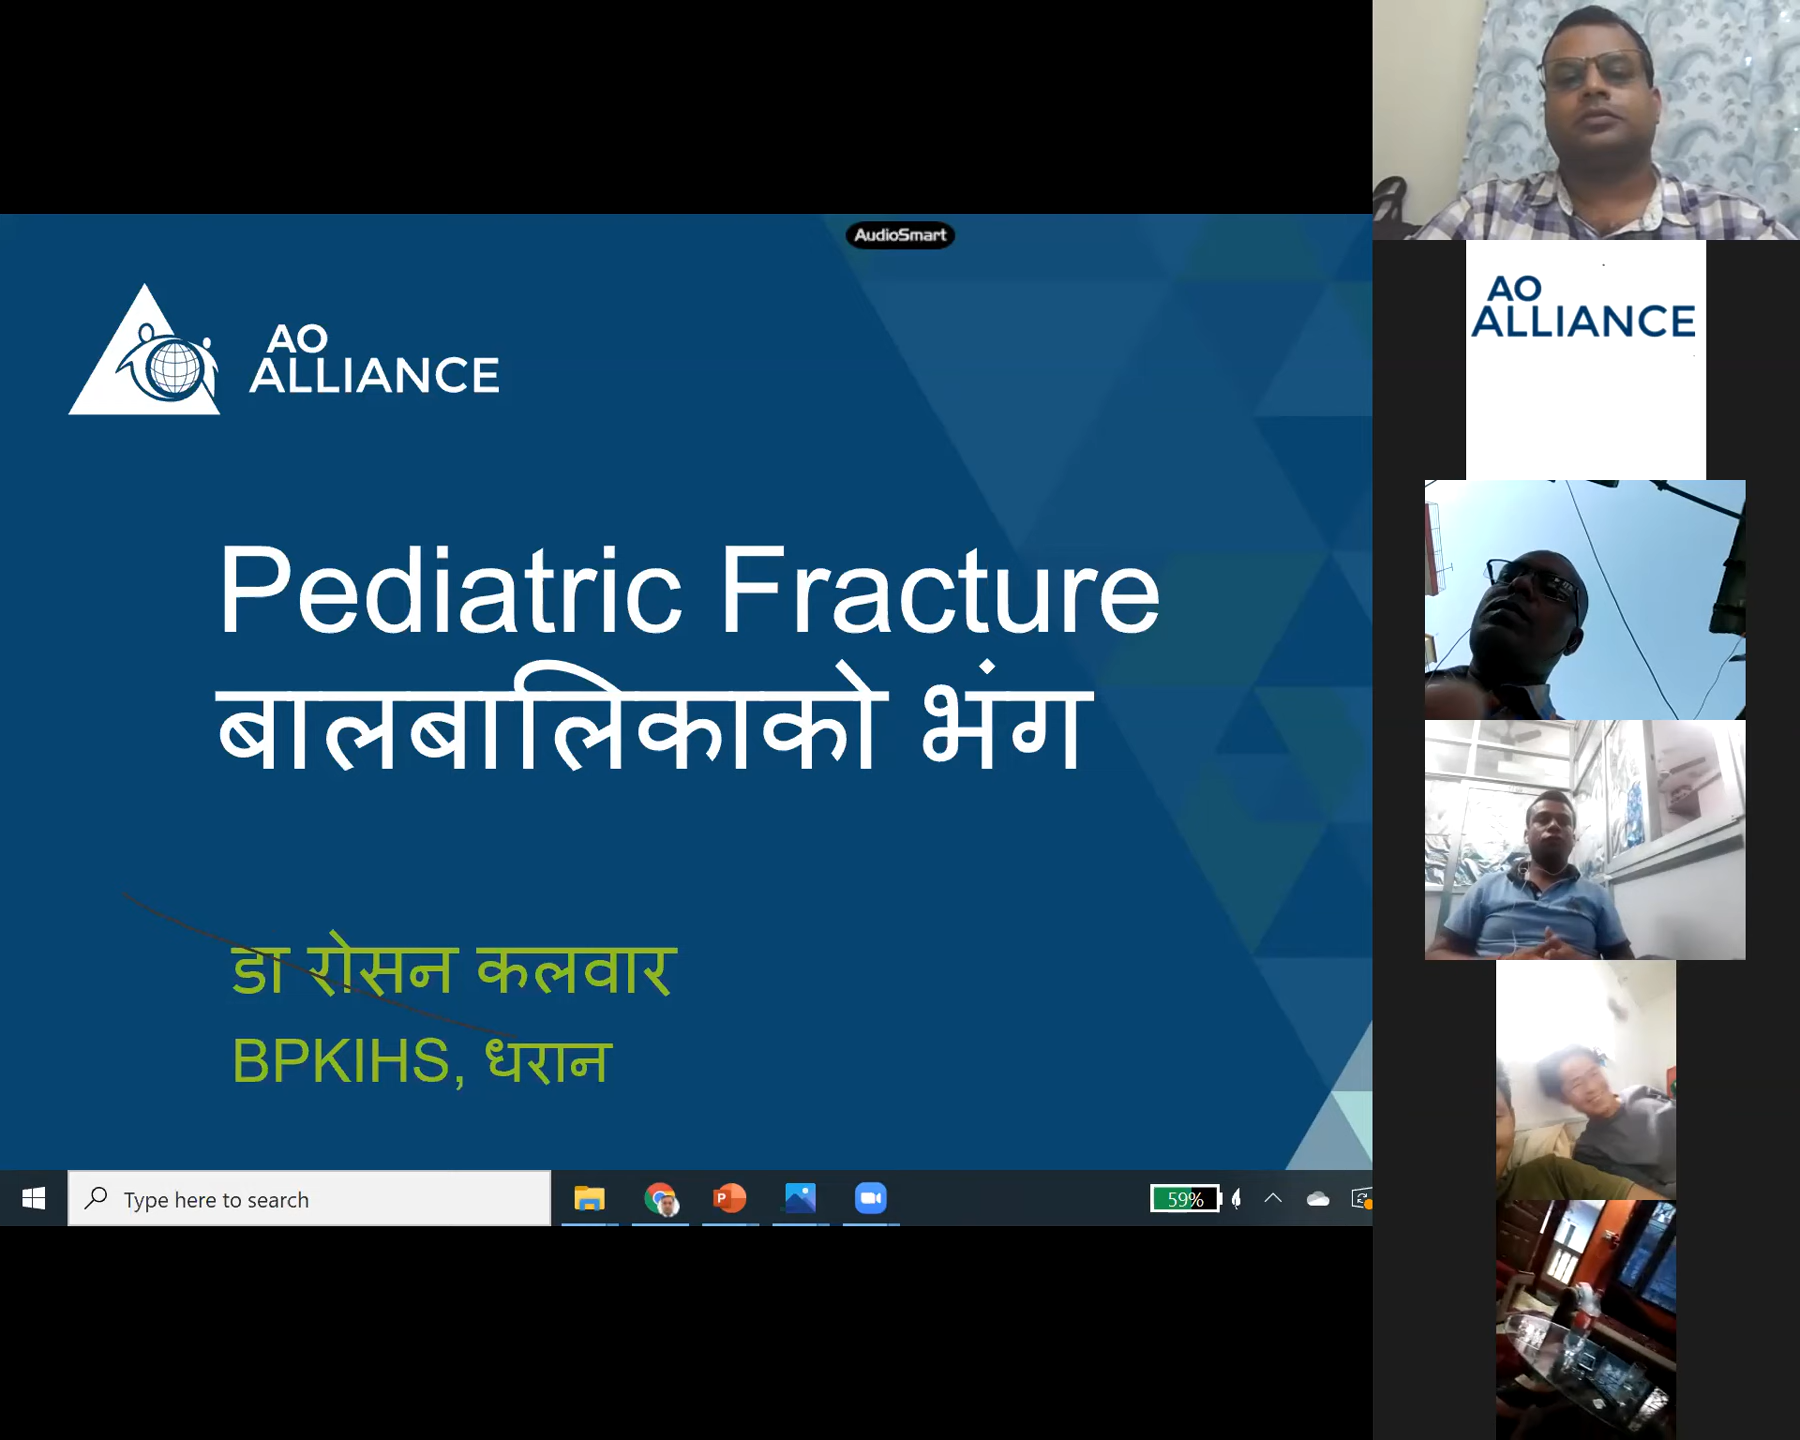 AudioSmart
AO
ALLIANCE
Pediatric Fracture
बालबालिकाको भंग
डा रोसन कलवार
BPKIHS, धरान
Type here to search
59%
AO
ALLIANCE